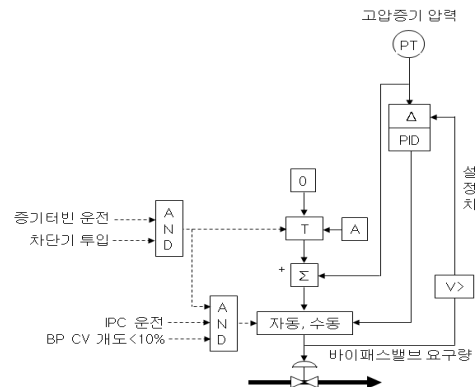 고압증기 압력
PT
Δ
PID
설
정
치
0
T
A
증기터빈 운전
차단기 투입
A
N
D
+
Σ
V>
IPC 운전
BP CV 개도<10%
A
N
D
자동, 수동
바이패스밸브 요구량